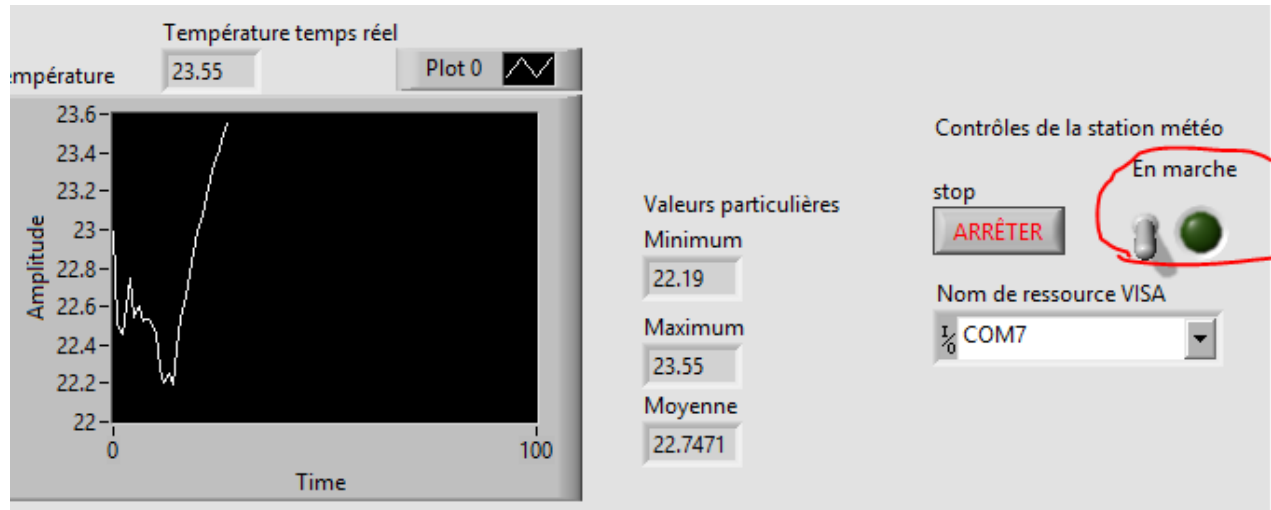 Température temps réel
empérature
23.55
Plot 0
23.6
23.4
23.2
23
22.8
22.6
22.4
22.2
22
Amplitude
0
100
Time
Valeurs particulières
Minimum
22.19
Maximum
23.55
Moyenne
22.7471
Contrôles de la station météo
En marche
stop
ARRÊTER
Nom de ressource VISA
I/O COM7